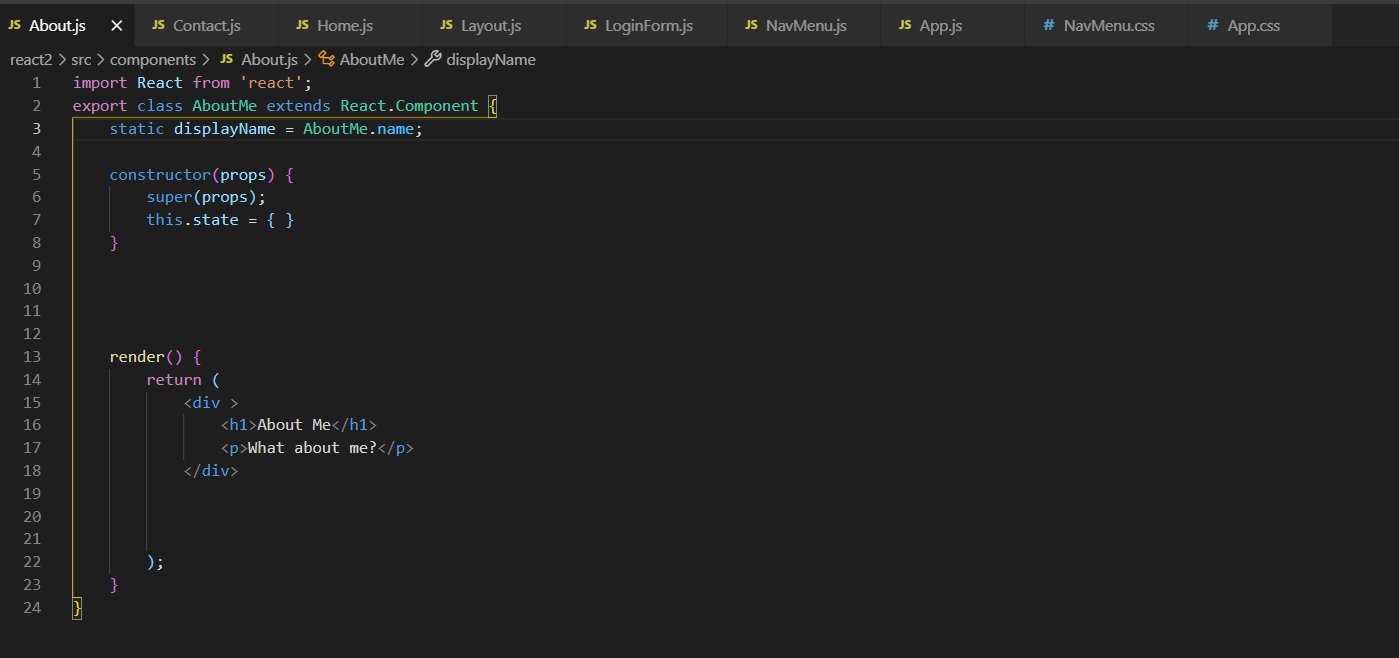 JS About.js JS Contact.js JS Home.js JS Layout.js JS LoginForm.js JS NavMenu.js JS App.js # NavMenu.css # App.css
react2 > src > components > JS About.js > AboutMe > displayName
1 import React from 'react';
2 export class AboutMe extends React.Component {
3 static displayName = AboutMe.name;
4
5 constructor(props) {
6 super(props);
7 this.state = { }
8 }
9
10
11
12
13 render() {
14 return (
15 <div >
16 <h1>About Me</h1>
17 <p>What about me?</p>
18 </div>
19
20
21
22 );
23 }
24 }